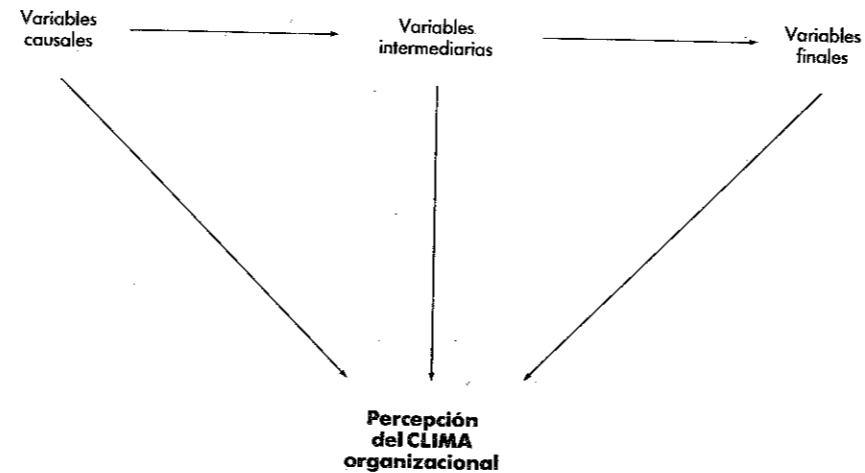 Variables
causales
Variables
intermediarias
Variables
finales
Percepción
del CLIMA
organizacional